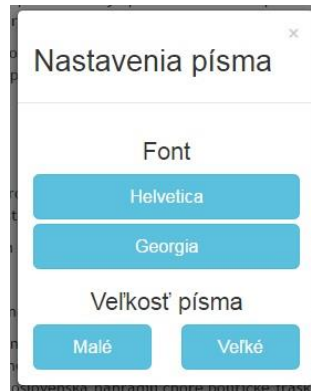 ×
Nastavenia písma
Font
Helvetica
Georgia
Veľkosť písma
Malé Veľké